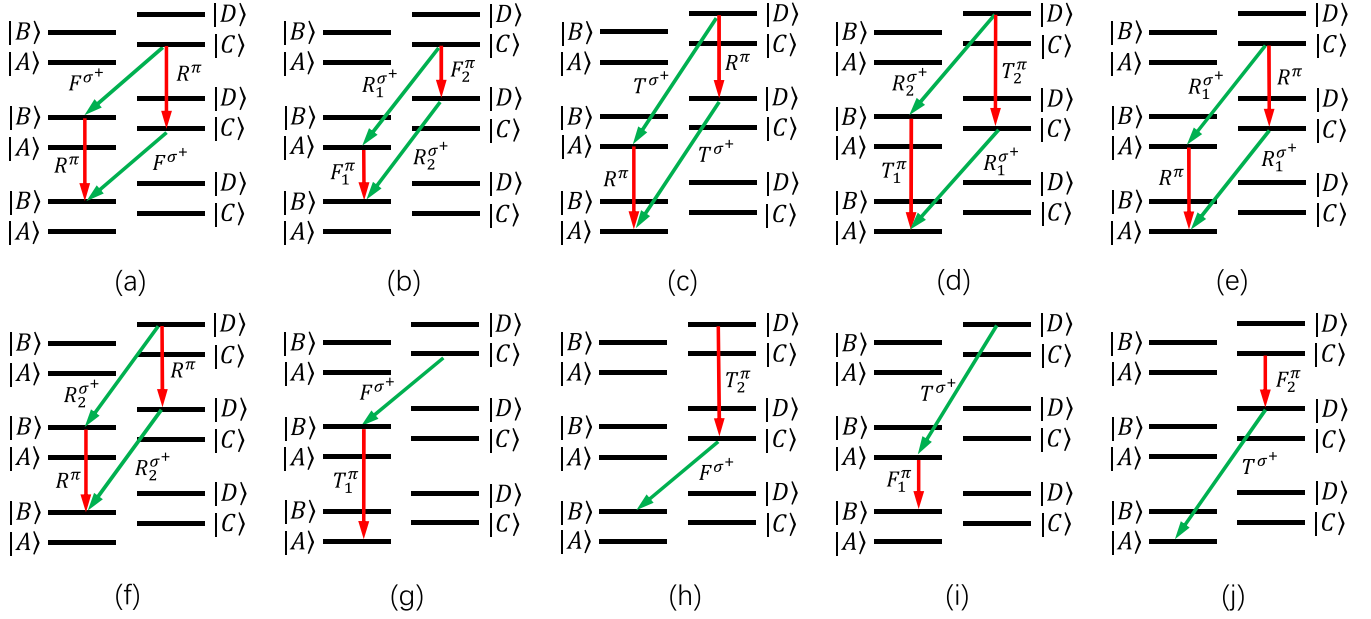 |D⟩
|B⟩
|C⟩
|A⟩
F^{σ⁺}
R^π
|D⟩
|B⟩
|C⟩
|A⟩
R^π
F^{σ⁺}
|D⟩
|B⟩
|C⟩
|A⟩
(a)
|D⟩
|B⟩
|C⟩
|A⟩
R_1^{σ⁺}
F_2^π
|D⟩
|B⟩
|C⟩
|A⟩
F_1^π
R_2^{σ⁺}
|D⟩
|B⟩
|C⟩
|A⟩
(b)
|D⟩
|B⟩
|C⟩
|A⟩
T^{σ⁺}
R^π
|D⟩
|B⟩
|C⟩
|A⟩
T^{σ⁺}
R^π
|D⟩
|B⟩
|C⟩
|A⟩
(c)
|D⟩
|B⟩
|C⟩
|A⟩
R_2^{σ⁺}
T_2^π
|D⟩
|B⟩
|C⟩
|A⟩
T_1^π
R_1^{σ⁺}
|D⟩
|B⟩
|C⟩
|A⟩
(d)
|D⟩
|B⟩
|C⟩
|A⟩
R_1^{σ⁺}
R^π
|D⟩
|B⟩
|C⟩
|A⟩
R^π
R_1^{σ⁺}
|D⟩
|B⟩
|C⟩
|A⟩
(e)
|D⟩
|B⟩
|C⟩
|A⟩
R_2^{σ⁺}
R^π
|D⟩
|B⟩
|C⟩
|A⟩
R^π
R_2^{σ⁺}
|D⟩
|B⟩
|C⟩
|A⟩
(f)
|D⟩
|B⟩
|C⟩
|A⟩
F^{σ⁺}
|D⟩
|B⟩
|C⟩
|A⟩
T_1^π
|D⟩
|B⟩
|C⟩
|A⟩
(g)
|D⟩
|B⟩
|C⟩
|A⟩
T_2^π
|D⟩
|B⟩
|C⟩
|A⟩
F^{σ⁺}
|D⟩
|B⟩
|C⟩
|A⟩
(h)
|D⟩
|B⟩
|C⟩
|A⟩
T^{σ⁺}
|D⟩
|B⟩
|C⟩
|A⟩
F_1^π
|D⟩
|B⟩
|C⟩
|A⟩
(i)
|D⟩
|B⟩
|C⟩
|A⟩
F_2^π
|D⟩
|B⟩
|C⟩
|A⟩
T^{σ⁺}
|D⟩
|B⟩
|C⟩
|A⟩
(j)